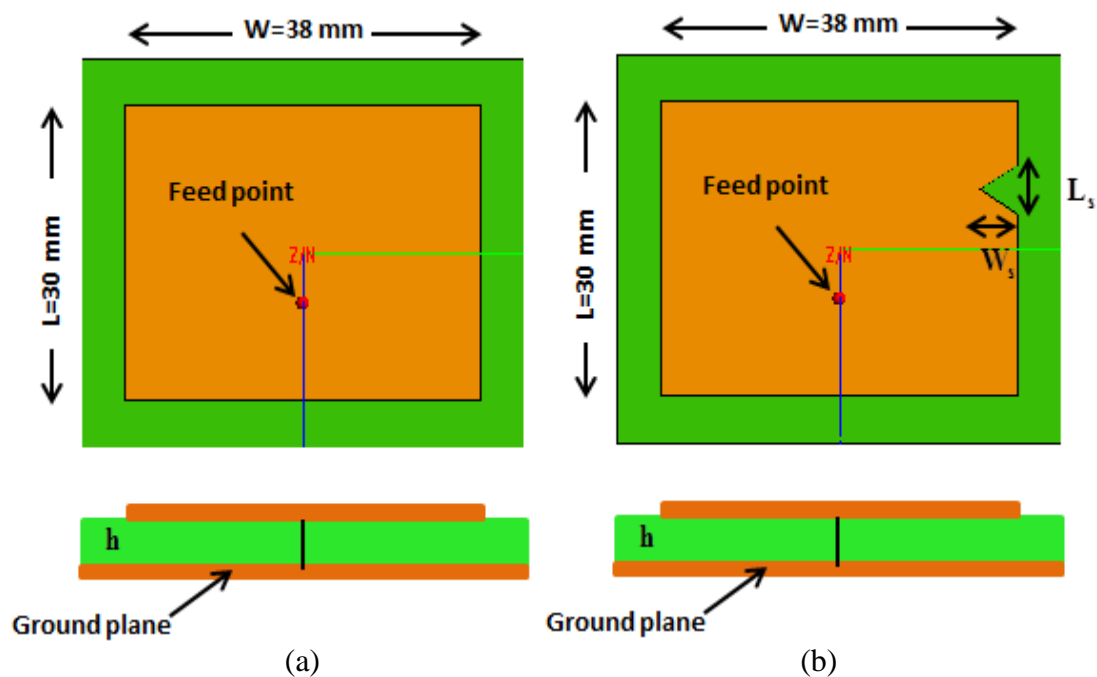 W=38 mm
L=30 mm
Feed point
Z/N
h
Ground plane
(a)
W=38 mm
L=30 mm
Feed point
Z/N
Ls
Ws
h
Ground plane
(b)